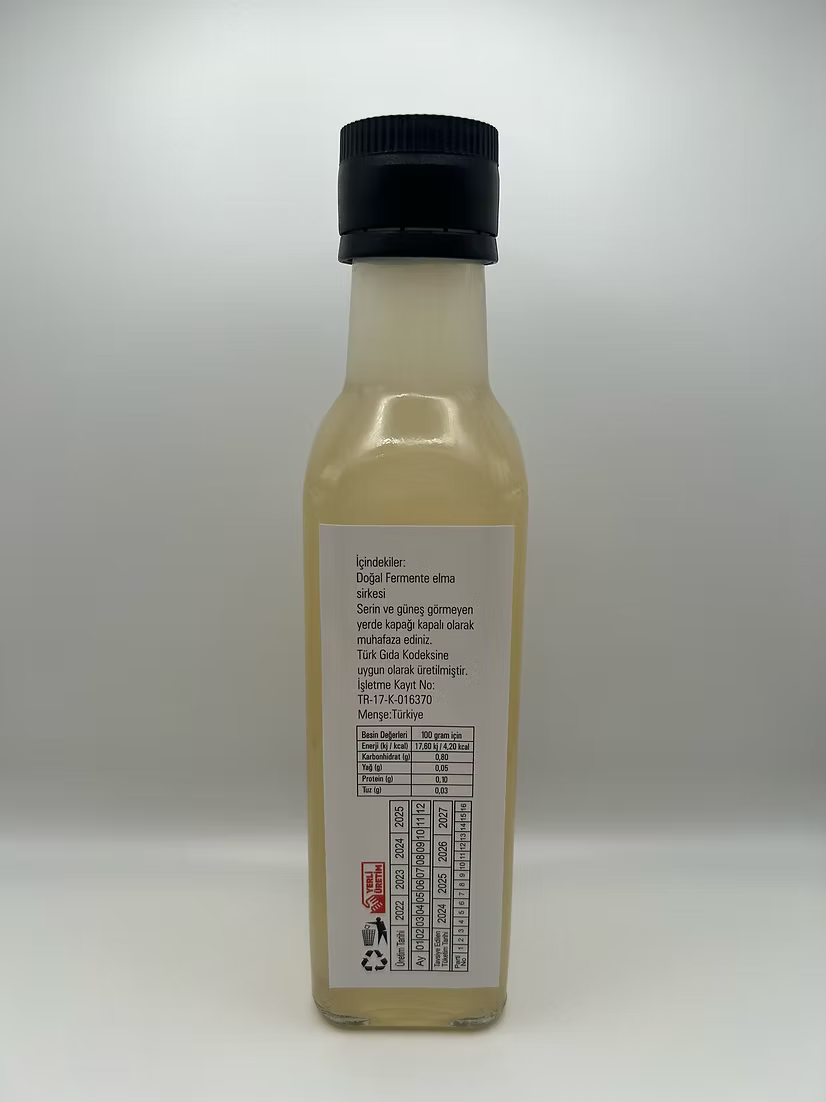 İçindekiler:
Doğal Fermente elma
sirkesi
Serin ve güneş görmeyen
yerde kapağı kapalı olarak
muhafaza ediniz.
Türk Gıda Kodeksine
uygun olarak üretilmiştir.
İşletme Kayıt No:
TR-17-K-016370
Menşe:Türkiye
Besin Değerleri 100 gram için
Enerji (kj / kcal) 17,60 kj / 4,20 kcal
Karbonhidrat (g) 0,80
Yağ (g) 0,05
Protein (g) 0,10
Tuz (g) 0,03
YERLİ
ÜRETİM
Üretim Tarihi 2022 2023 2024 2025
Ay 01 02 03 04 05 06 07 08 09 10 11 12
Tavsiye Edilen
Tüketim Tarihi 2024 2025 2026 2027
Parti
No 1 2 3 4 5 6 7 8 9 10 11 12 13 14 15 16